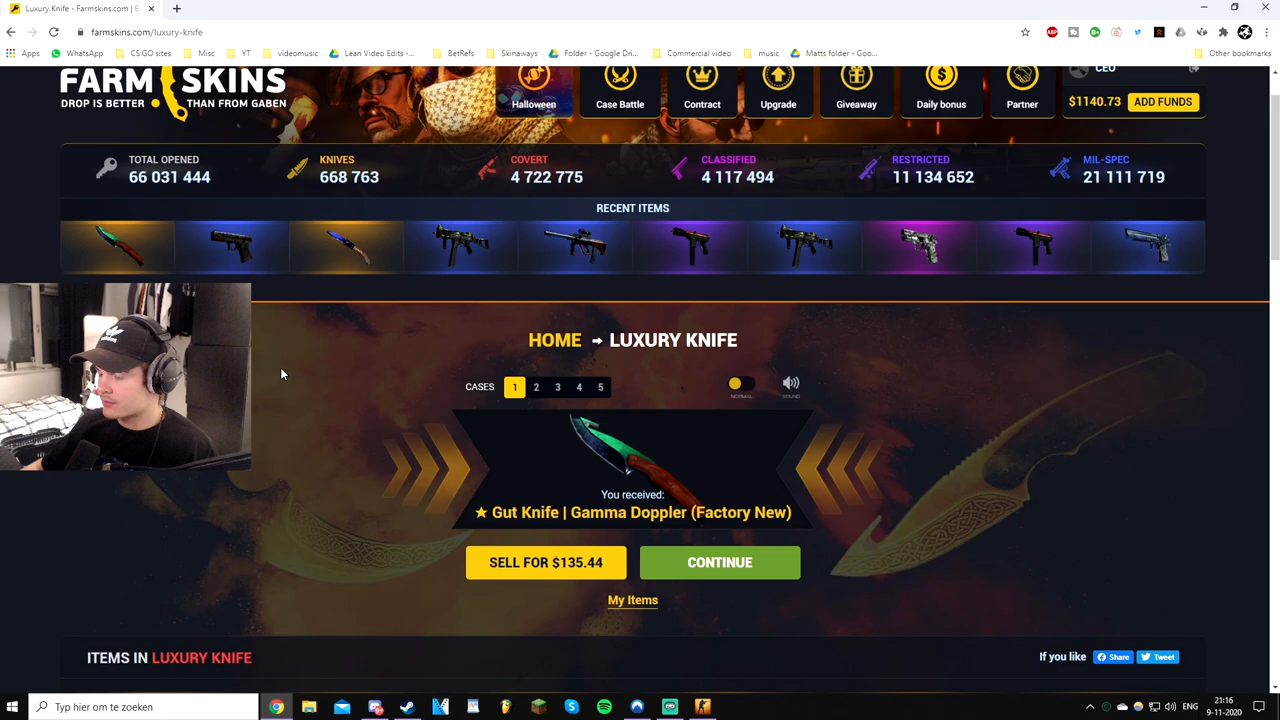 Luxury Knife - Farmskins.com |
farmskins.com/luxury-knife
Apps WhatsApp CS:GO sites Misc YT videomusic Lean Video Edits -... BetRefs Skinaways Folder - Google Dri... Commercial video music Matts folder - Goo... Other bookmarks
FARM SKINS
DROP IS BETTER THAN FROM GABEN
Halloween Case Battle Contract Upgrade Giveaway Daily bonus Partner
CEO
$1140.73 ADD FUNDS
TOTAL OPENED KNIVES COVERT CLASSIFIED RESTRICTED MIL-SPEC
66 031 444 668 763 4 722 775 4 117 494 11 134 652 21 111 719
RECENT ITEMS
HOME LUXURY KNIFE
CASES 1 2 3 4 5
NORMAL SOUND
You received:
★ Gut Knife | Gamma Doppler (Factory New)
SELL FOR $135.44 CONTINUE
My Items
ITEMS IN LUXURY KNIFE If you like Share Tweet
Typ hier om te zoeken ENG 21:16
9-11-2020